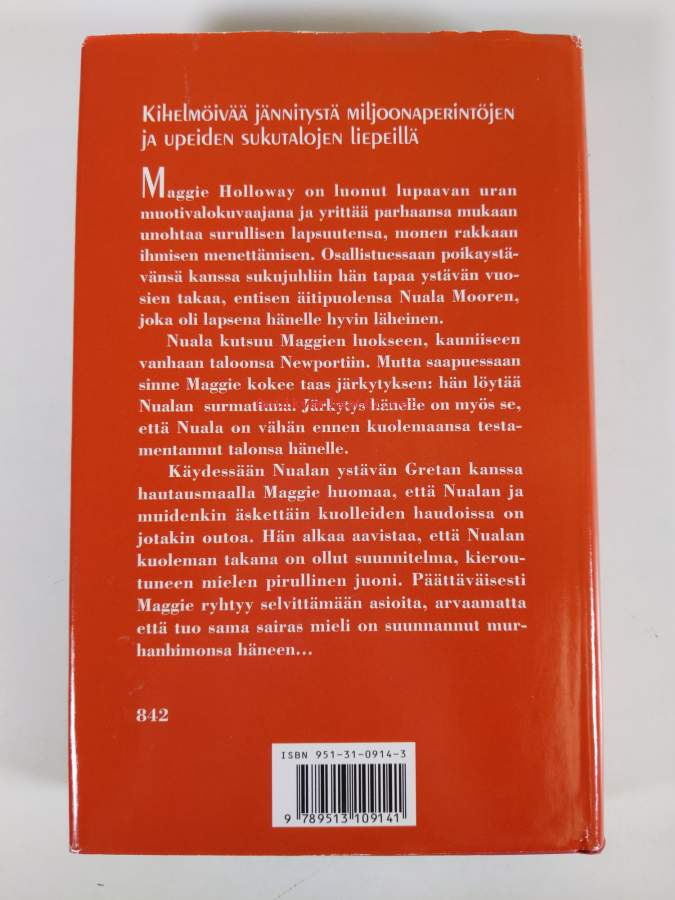 Kihelmöivää jännitystä miljoonaperintöjen
ja upeiden sukutalojen liepeillä
Maggie Holloway on luonut lupaavan uran
muotivalokuvaajana ja yrittää parhaansa mukaan
unohtaa surullisen lapsuutensa, monen rakkaan
ihmisen menettämisen. Osallistuessaan poikaystä-
vänsä kanssa sukujuhliin hän tapaa ystävän vuo-
sien takaa, entisen äitipuolensa Nuala Mooren,
joka oli lapsena hänelle hyvin läheinen.
Nuala kutsuu Maggien luokseen, kauniiseen
vanhaan taloonsa Newportiin. Mutta saapuessaan
sinne Maggie kokee taas järkytyksen: hän löytää
Nualan surmattuna. Järkytys hänelle on myös se,
että Nuala on vähän ennen kuolemaansa testa-
mentannut talonsa hänelle.
Käydessään Nualan ystävän Gretan kanssa
hautausmaalla Maggie huomaa, että Nualan ja
muidenkin äskettäin kuolleiden haudoissa on
jotakin outoa. Hän alkaa aavistaa, että Nualan
kuoleman takana on ollut suunnitelma, kierou-
tuneen mielen pirullinen juoni. Päättäväisesti
Maggie ryhtyy selvittämään asioita, arvaamatta
että tuo sama sairas mieli on suunnannut mur-
hanhimonsa häneen...
842
ISBN 951-31-0914-3
9 789513 109141